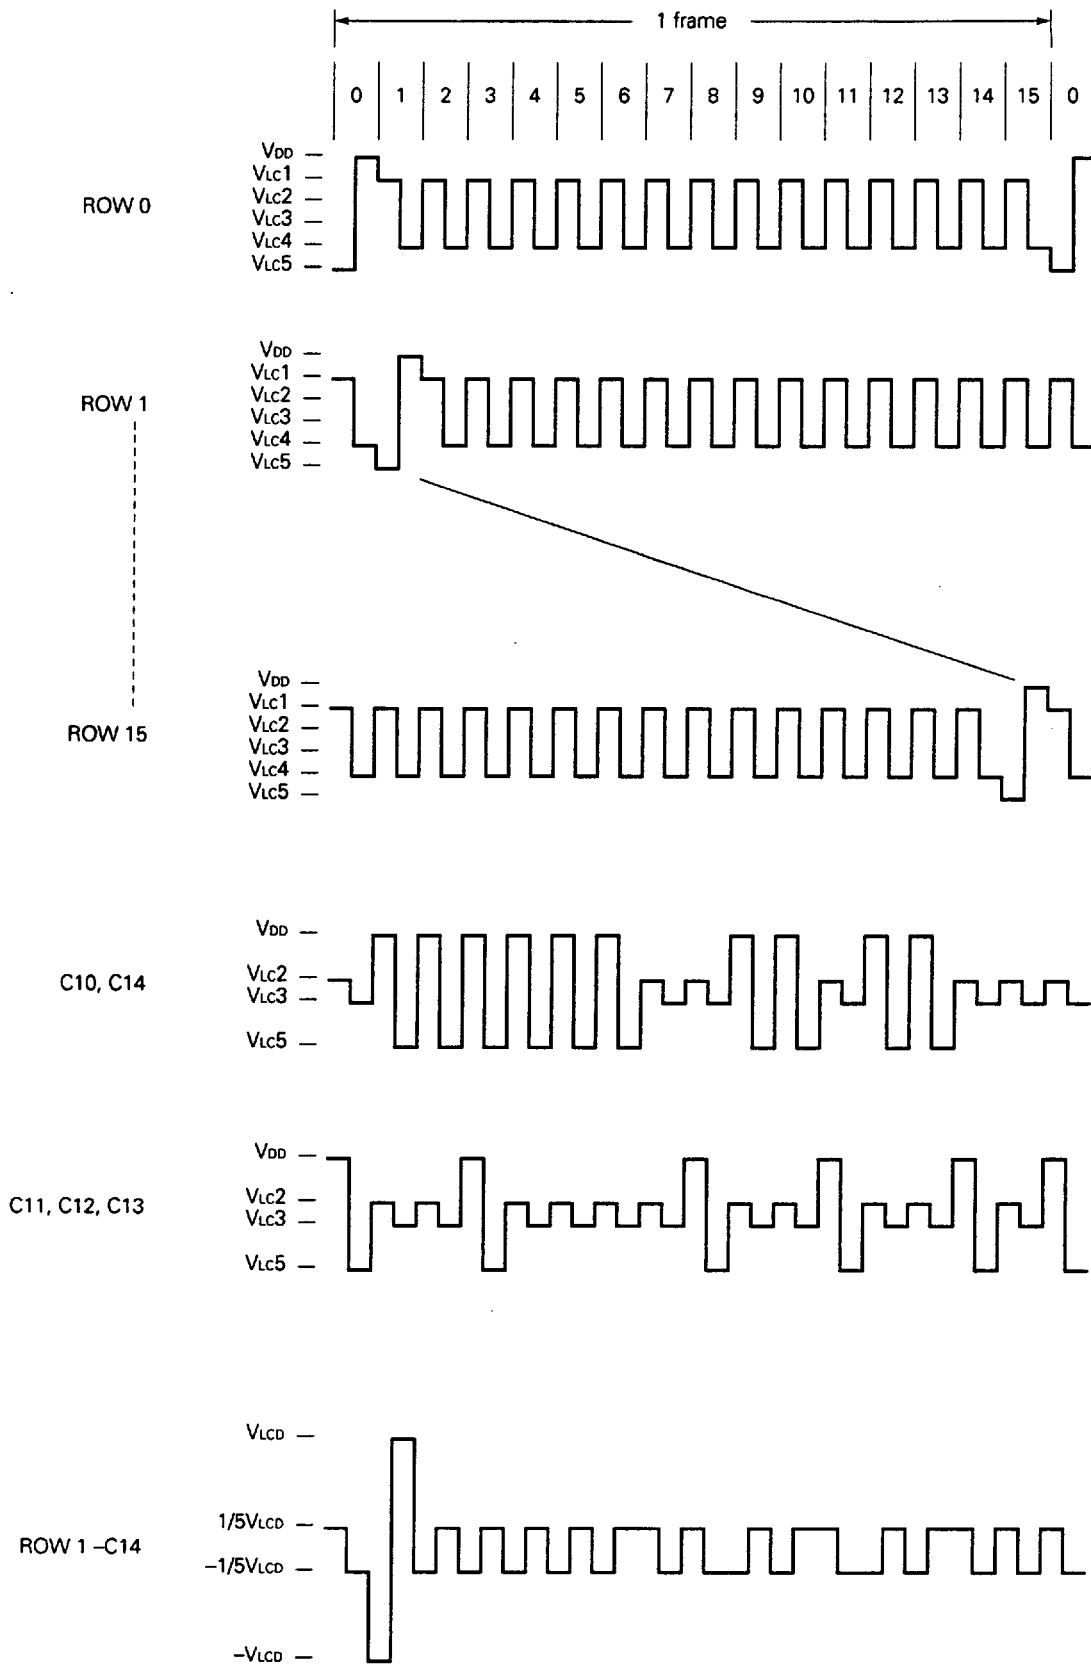 1 frame
0 1 2 3 4 5 6 7 8 9 10 11 12 13 14 15 0
ROW 0
VDD
VLC1
VLC2
VLC3
VLC4
VLC5
ROW 1
VDD
VLC1
VLC2
VLC3
VLC4
VLC5
ROW 15
VDD
VLC1
VLC2
VLC3
VLC4
VLC5
C10, C14
VDD
VLC2
VLC3
VLC5
C11, C12, C13
VDD
VLC2
VLC3
VLC5
ROW 1 –C14
VLCD
1/5VLCD
–1/5VLCD
–VLCD